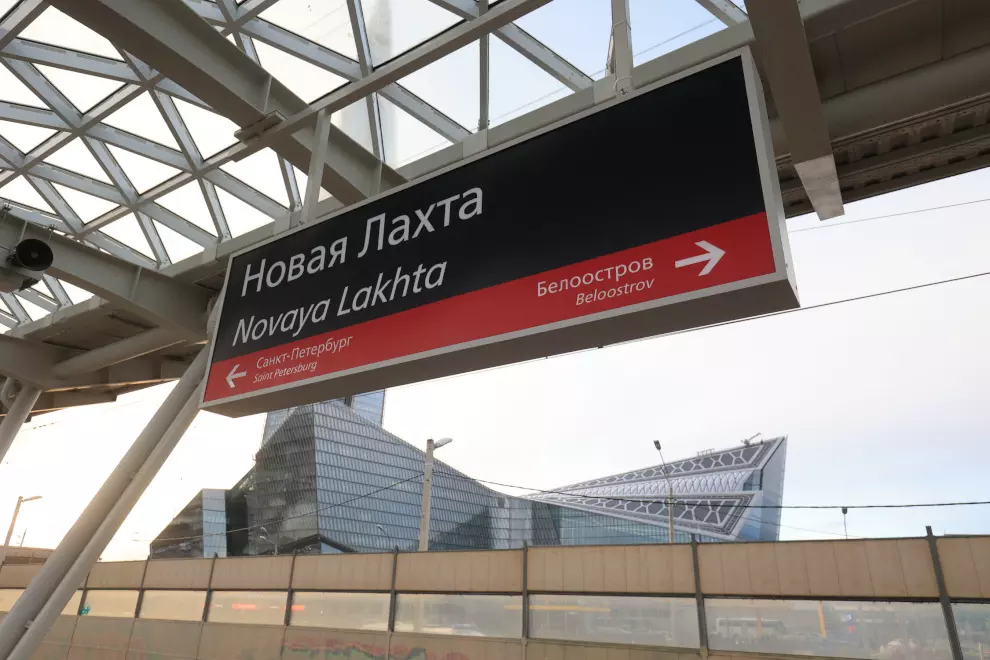 Новая Лахта
Novaya Lakhta
← Санкт-Петербург
Saint Petersburg
Белоостров →
Beloostrov